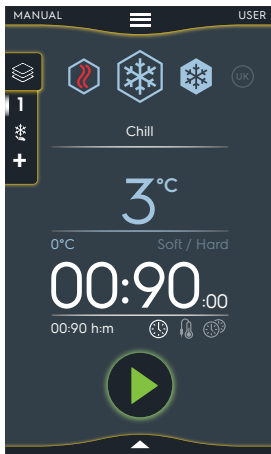 MANUAL USER
UK
1
Chill
+
3°C
0°C Soft / Hard
00:90:00
00:90 h:m